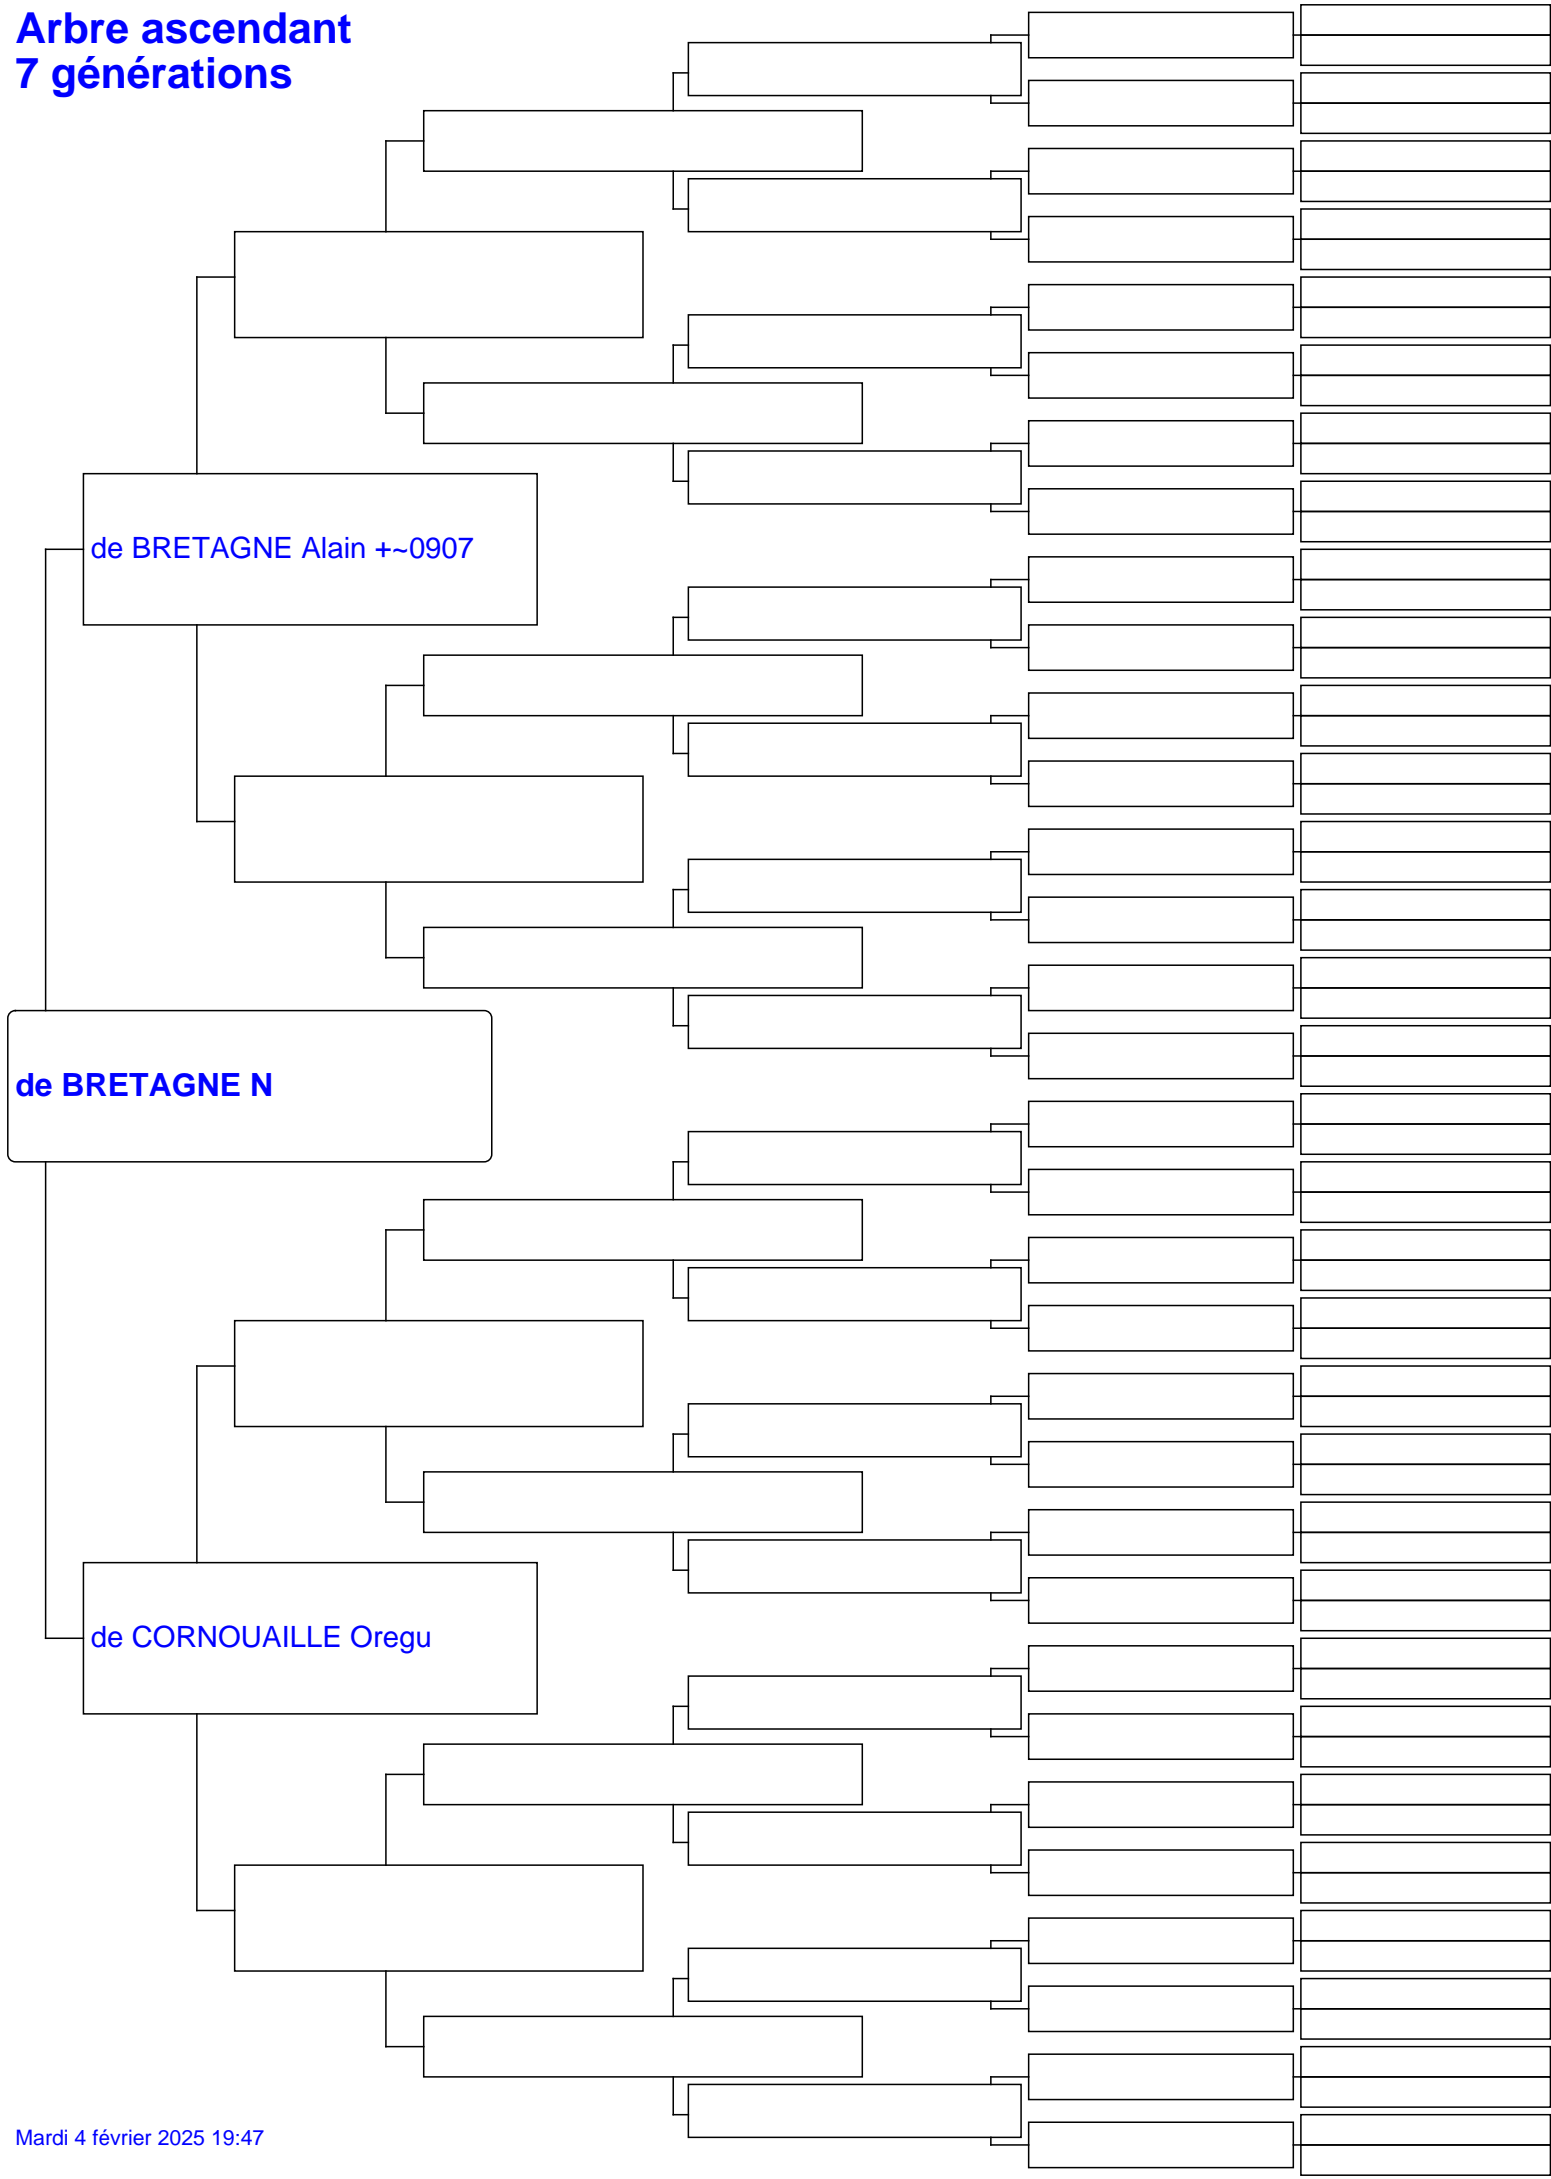 Arbre ascendant
7 générations
de BRETAGNE Alain +~0907
de BRETAGNE N
de CORNOUAILLE Oregu
Mardi 4 février 2025 19:47